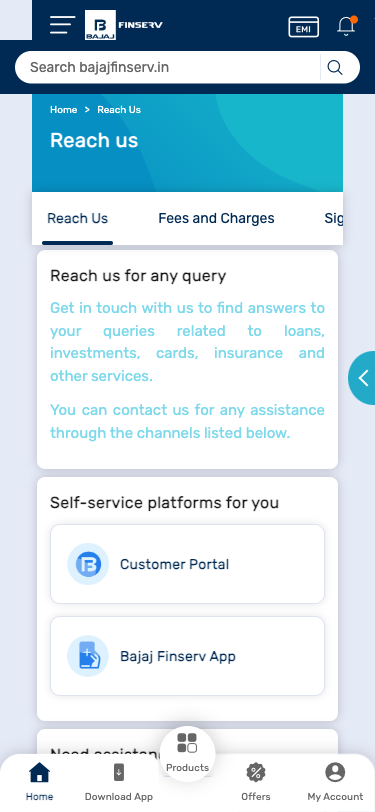 BAJAJ FINSERV EMI
Search bajajfinserv.in
Home > Reach Us
Reach us
Reach Us Fees and Charges Sig
Reach us for any query
Get in touch with us to find answers to
your queries related to loans,
investments, cards, insurance and
other services.
You can contact us for any assistance
through the channels listed below.
Self-service platforms for you
Customer Portal
Bajaj Finserv App
Need assistan
Home Download App Products Offers My Account